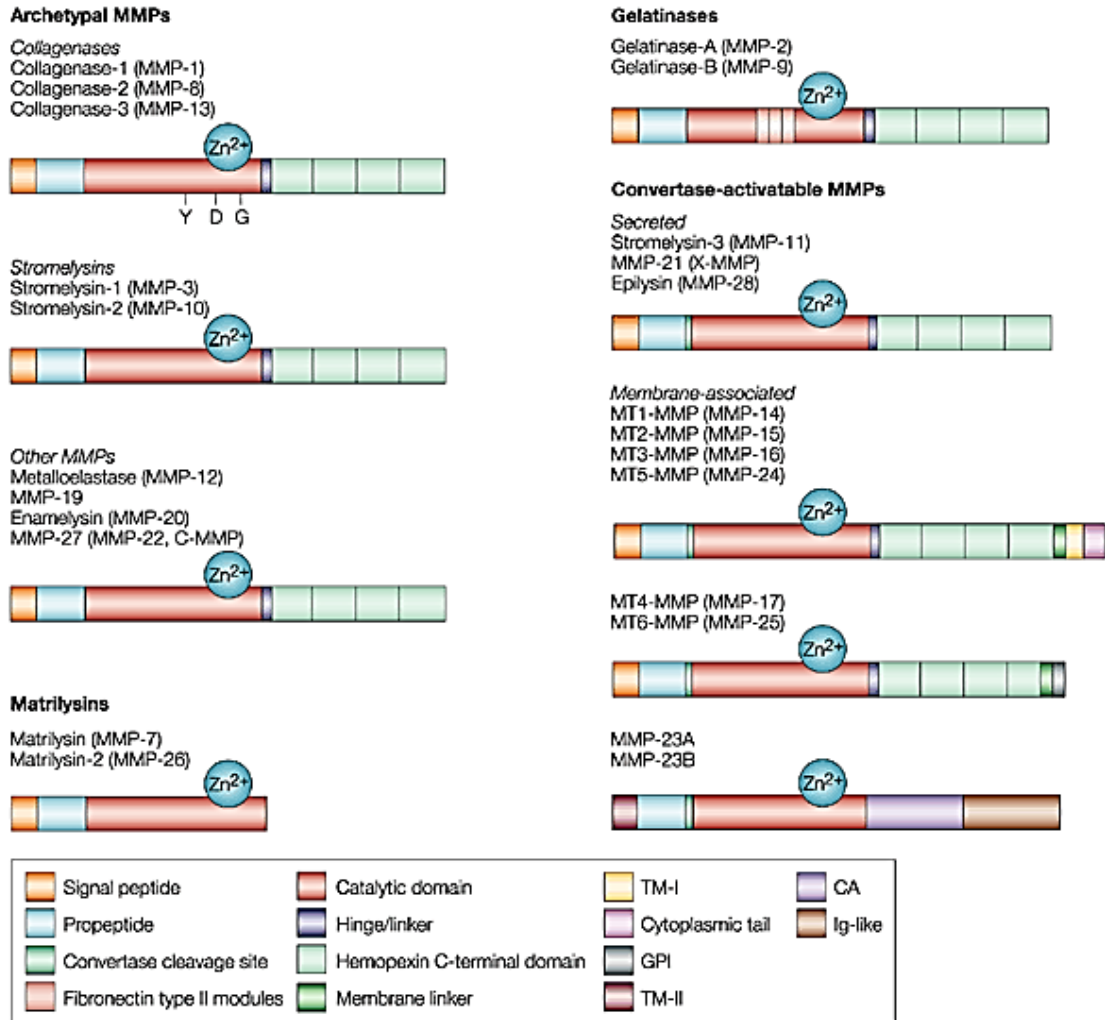 Archetypal MMPs
Collagenases
Collagenase-1 (MMP-1)
Collagenase-2 (MMP-8)
Collagenase-3 (MMP-13)
Zn2+
Y D G
Stromelysins
Stromelysin-1 (MMP-3)
Stromelysin-2 (MMP-10)
Zn2+
Other MMPs
Metalloelastase (MMP-12)
MMP-19
Enamelysin (MMP-20)
MMP-27 (MMP-22, C-MMP)
Zn2+
Matrilysins
Matrilysin (MMP-7)
Matrilysin-2 (MMP-26)
Zn2+
Gelatinases
Gelatinase-A (MMP-2)
Gelatinase-B (MMP-9)
Zn2+
Convertase-activatable MMPs
Secreted
Stromelysin-3 (MMP-11)
MMP-21 (X-MMP)
Epilysin (MMP-28)
Zn2+
Membrane-associated
MT1-MMP (MMP-14)
MT2-MMP (MMP-15)
MT3-MMP (MMP-16)
MT5-MMP (MMP-24)
Zn2+
MT4-MMP (MMP-17)
MT6-MMP (MMP-25)
Zn2+
MMP-23A
MMP-23B
Zn2+
Signal peptide
Propeptide
Convertase cleavage site
Fibronectin type II modules
Catalytic domain
Hinge/linker
Hemopexin C-terminal domain
Membrane linker
TM-I
Cytoplasmic tail
GPI
TM-II
CA
Ig-like